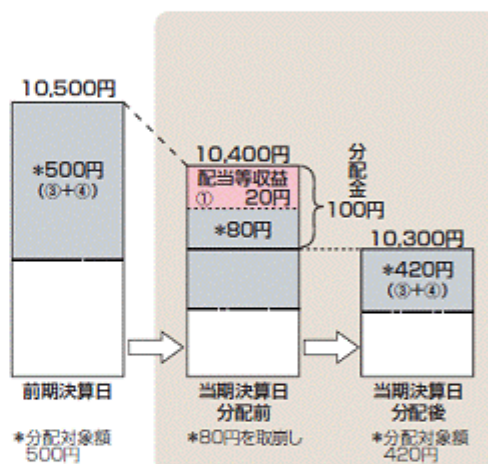 10,500円
*500円
(③+④)
前期決算日
*分配対象額
500円
10,400円
配当等収益
① 20円
*80円
分配金
100円
当期決算日
分配前
*80円を取崩し
10,300円
*420円
(③+④)
当期決算日
分配後
*分配対象額
420円